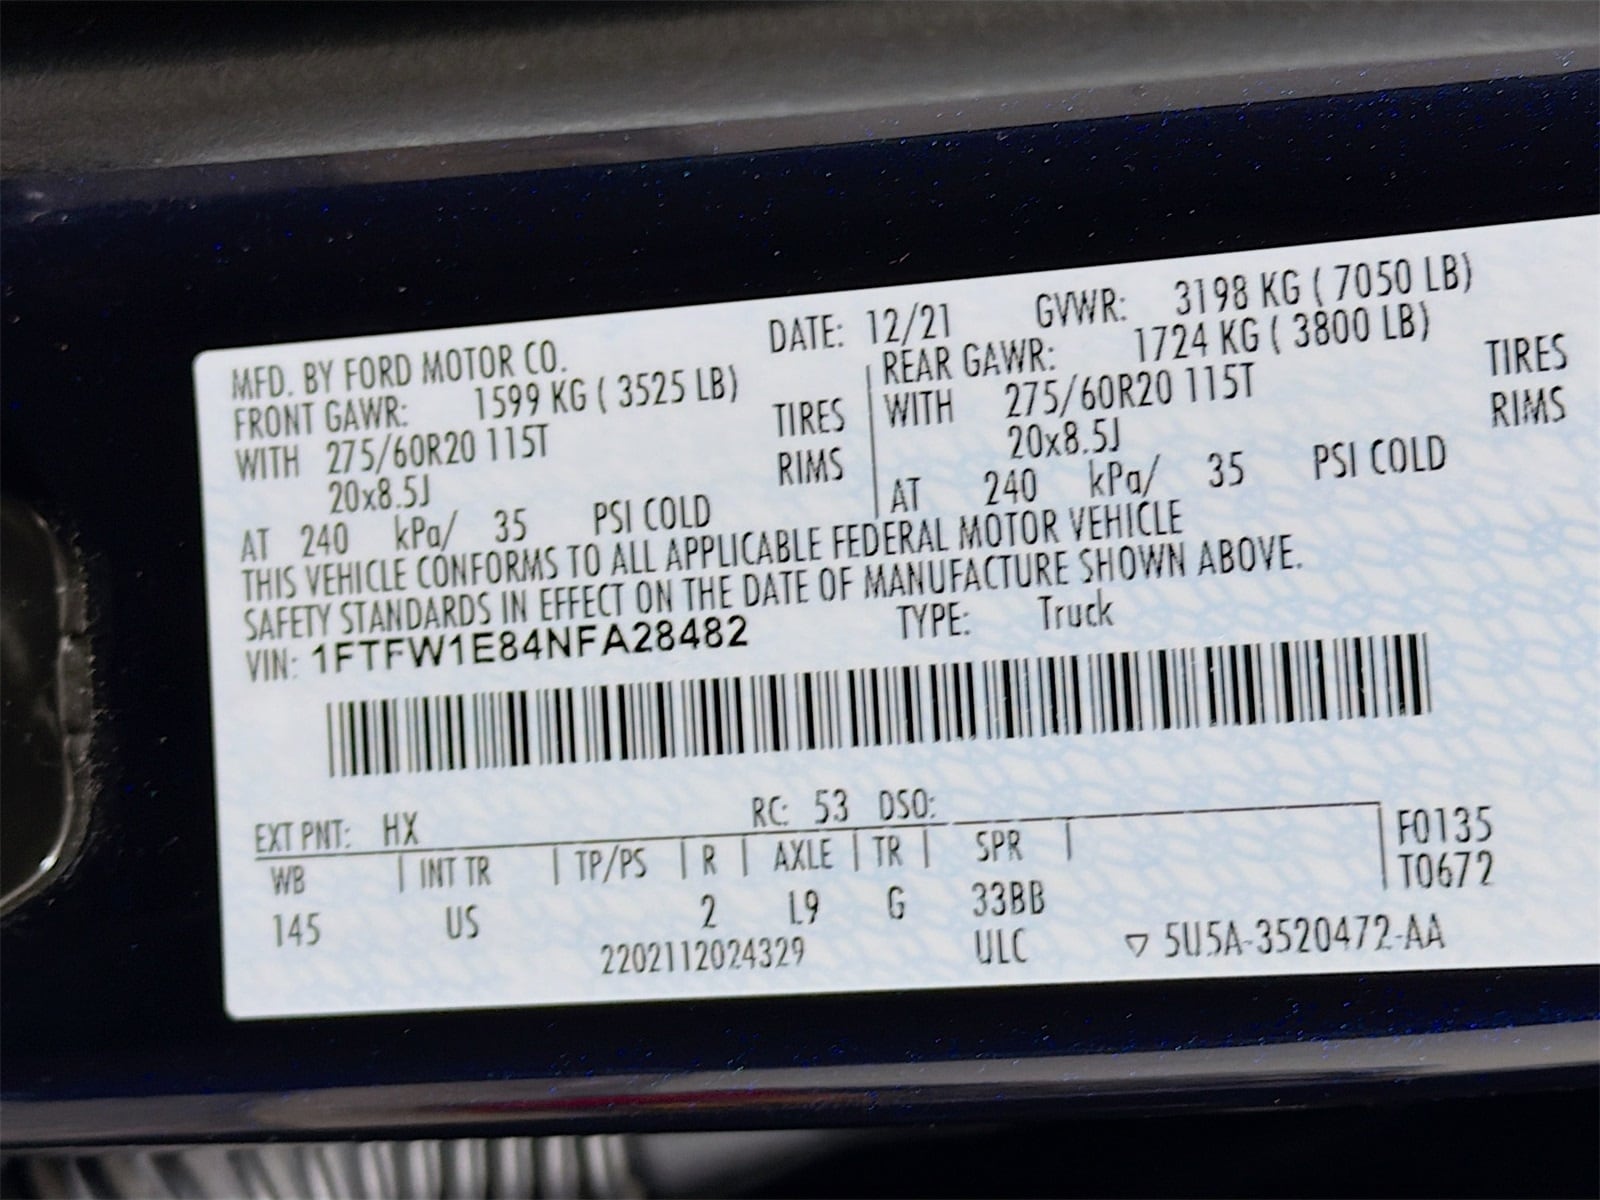 MFD. BY FORD MOTOR CO. DATE: 12/21 GVWR: 3198 KG ( 7050 LB)
FRONT GAWR: 1599 KG ( 3525 LB) REAR GAWR: 1724 KG ( 3800 LB)
WITH 275/60R20 115T TIRES WITH 275/60R20 115T TIRES
20x8.5J RIMS 20x8.5J RIMS
AT 240 kPa/ 35 PSI COLD AT 240 kPa/ 35 PSI COLD
THIS VEHICLE CONFORMS TO ALL APPLICABLE FEDERAL MOTOR VEHICLE
SAFETY STANDARDS IN EFFECT ON THE DATE OF MANUFACTURE SHOWN ABOVE.
VIN: 1FTFW1E84NFA28482 TYPE: Truck
EXT PNT: HX RC: 53 DSO:
WB INT TR TP/PS R AXLE TR SPR F0135
T0672
145 US 2 L9 G 33BB
2202112024329 ULC ▽ 5U5A-3520472-AA